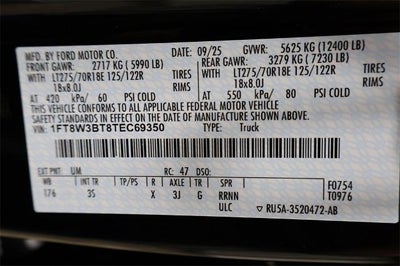 MFD. BY FORD MOTOR CO. 09/25 GVWR: 5625 KG (12400 LB)
FRONT GAWR: 2717 KG ( 5990 LB) REAR GAWR: 3279 KG ( 7230 LB)
WITH LT275/70R18E 125/122R TIRES WITH LT275/70R18E 125/122R TIRES
18x8.0J RIMS 18x8.0J RIMS
AT 420 kPa/ 60 PSI COLD AT 550 kPa/ 80 PSI COLD
THIS VEHICLE CONFORMS TO ALL APPLICABLE FEDERAL MOTOR VEHICLE
SAFETY STANDARDS IN EFFECT ON THE DATE OF MANUFACTURE SHOWN ABOVE.
VIN: 1FT8W3BT8TEC69350 TYPE: Truck
EXT PNT: UM RC: 47 DSO:
WB INT TR TP/PS R AXLE TR SPR
176 3S X 3J G RRNN
ULC
F0754
T0976
RU5A-3520472-AB